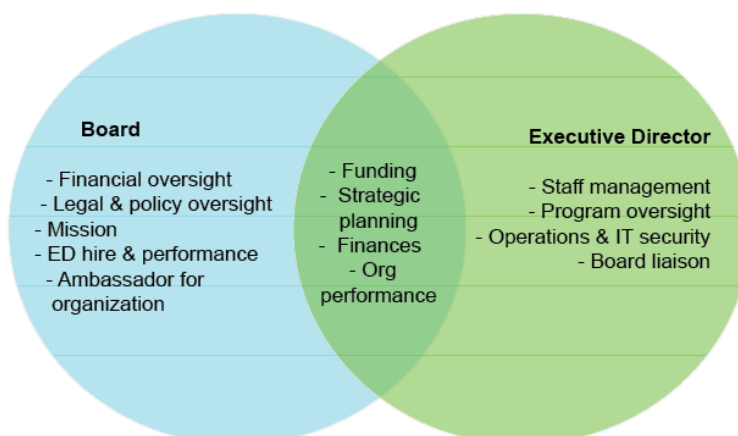 Board
- Financial oversight
- Legal & policy oversight
- Mission
- ED hire & performance
- Ambassador for
organization
- Funding
- Strategic
planning
- Finances
- Org
performance
Executive Director
- Staff management
- Program oversight
- Operations & IT security
- Board liaison